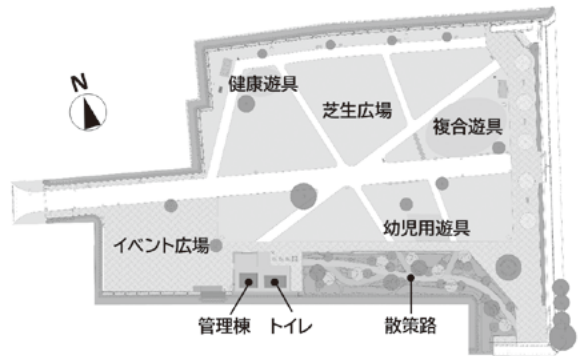 N
健康遊具
芝生広場
複合遊具
幼児用遊具
イベント広場
管理棟
トイレ
散策路